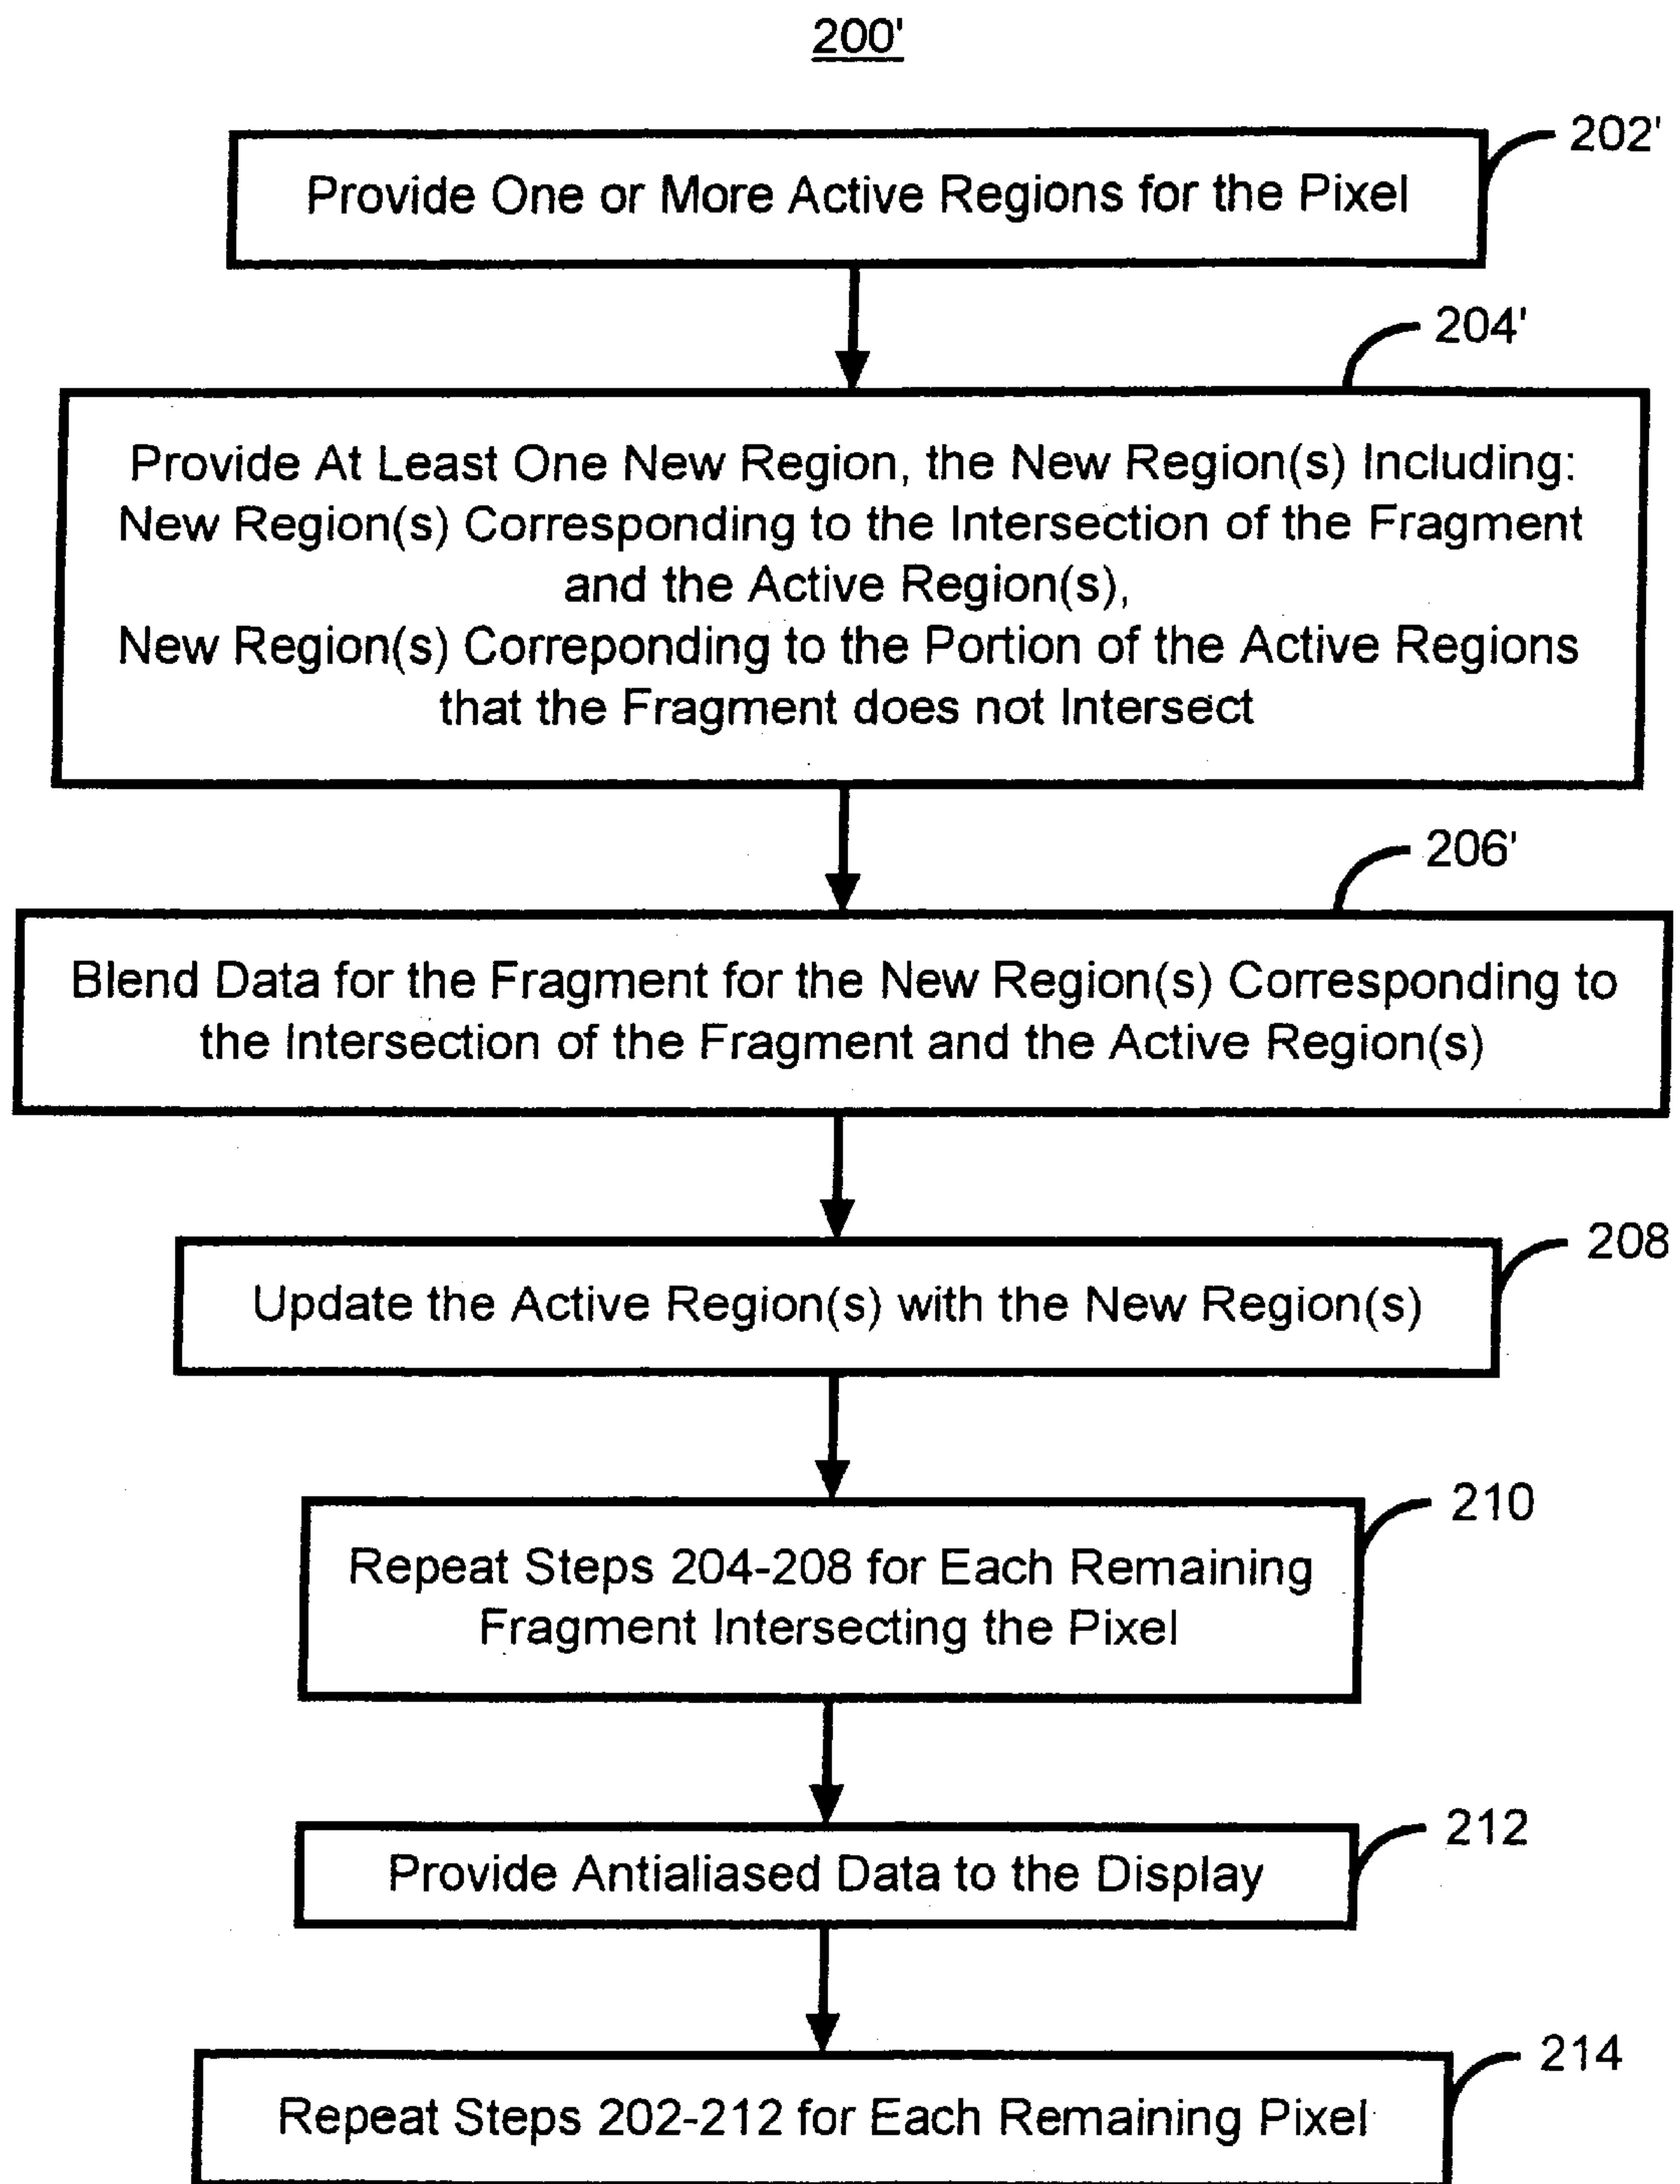 200'
202'
Provide One or More Active Regions for the Pixel
204'
Provide At Least One New Region, the New Region(s) Including:
New Region(s) Corresponding to the Intersection of the Fragment
and the Active Region(s),
New Region(s) Correponding to the Portion of the Active Regions
that the Fragment does not Intersect
206'
Blend Data for the Fragment for the New Region(s) Corresponding to
the Intersection of the Fragment and the Active Region(s)
208
Update the Active Region(s) with the New Region(s)
210
Repeat Steps 204-208 for Each Remaining
Fragment Intersecting the Pixel
212
Provide Antialiased Data to the Display
214
Repeat Steps 202-212 for Each Remaining Pixel